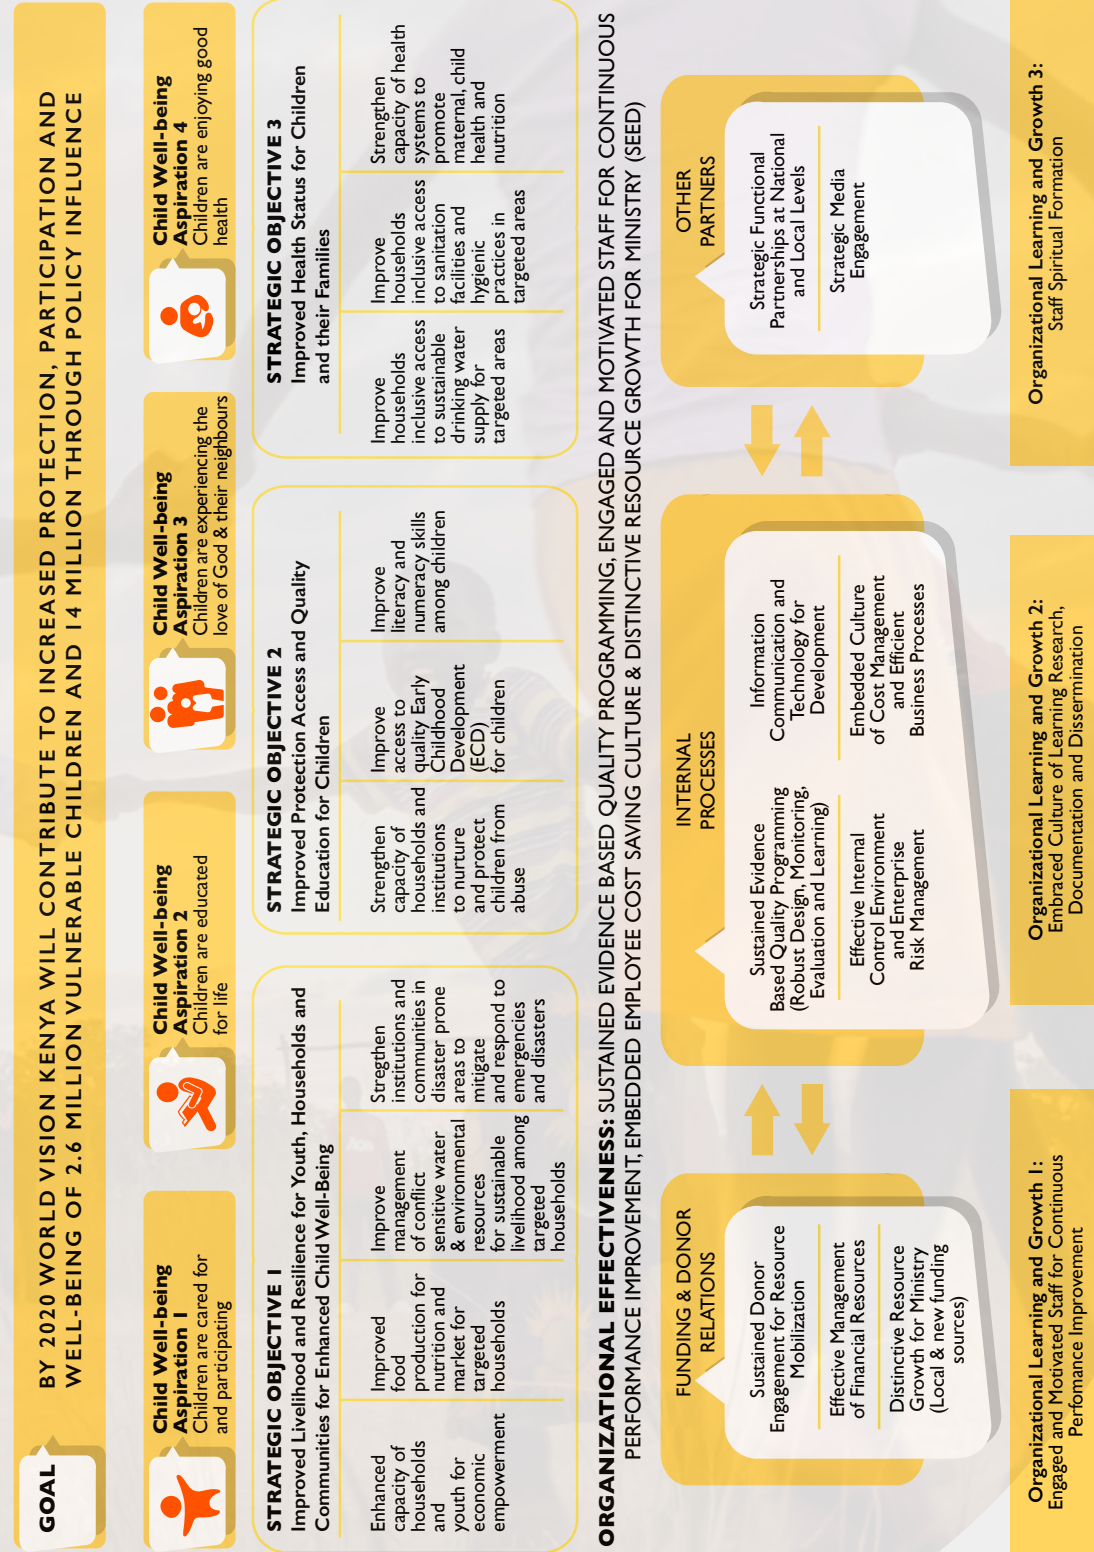 GOAL
BY 2020 WORLD VISION KENYA WILL CONTRIBUTE TO INCREASED PROTECTION, PARTICIPATION AND
WELL-BEING OF 2.6 MILLION VULNERABLE CHILDREN AND 14 MILLION THROUGH POLICY INFLUENCE
Child Well-being
Aspiration 1
Children are cared for
and participating
Child Well-being
Aspiration 2
Children are educated
for life
Child Well-being
Aspiration 3
Children are experiencing the
love of God & their neighbours
Child Well-being
Aspiration 4
Children are enjoying good
health
STRATEGIC OBJECTIVE 1
Improved Livelihood and Resilience for Youth, Households and
Communities for Enhanced Child Well-Being
Enhanced
capacity of
households
and
youth for
economic
empowerment
Improved
food
production for
nutrition and
market for
targeted
households
Improve
management
of conflict
sensitive water
& environmental
resources
for sustainable
livelihood among
targeted
households
Stregthen
institutions and
communities in
disaster prone
areas to
mitigate
and respond to
emergencies
and disasters
STRATEGIC OBJECTIVE 2
Improved Protection Access and Quality
Education for Children
Strengthen
capacity of
households and
institutions
to nurture
and protect
children from
abuse
Improve
access to
quality Early
Childhood
Development
(ECD)
for children
Improve
literacy and
numeracy skills
among children
STRATEGIC OBJECTIVE 3
Improved Health Status for Children
and their Families
Improve
households
inclusive access
to sustainable
drinking water
supply for
targeted areas
Improve
households
inclusive access
to sanitation
facilities and
hygienic
practices in
targeted areas
Strengthen
capacity of health
systems to
promote
maternal, child
health and
nutrition
ORGANIZATIONAL EFFECTIVENESS: SUSTAINED EVIDENCE BASED QUALITY PROGRAMMING, ENGAGED AND MOTIVATED STAFF FOR CONTINUOUS
PERFORMANCE IMPROVEMENT, EMBEDDED EMPLOYEE COST SAVING CULTURE & DISTINCTIVE RESOURCE GROWTH FOR MINISTRY (SEED)
FUNDING & DONOR
RELATIONS
Sustained Donor
Engagement for Resource
Mobilization
Effective Management
of Financial Resources
Distinctive Resource
Growth for Ministry
(Local & new funding
sources)
INTERNAL
PROCESSES
Sustained Evidence
Based Quality Programming
(Robust Design, Monitoring,
Evaluation and Learning)
Effective Internal
Control Environment
and Enterprise
Risk Management
Information
Communication and
Technology for
Development
Embedded Culture
of Cost Management
and Efficient
Business Processes
OTHER
PARTNERS
Strategic Functional
Partnerships at National
and Local Levels
Strategic Media
Engagement
Organizational Learning and Growth 1:
Engaged and Motivated Staff for Continuous
Perfomance Improvement
Organizational Learning and Growth 2:
Embraced Culture of Learning Research,
Documentation and Dissermination
Organizational Learning and Growth 3:
Staff Spiritual Formation